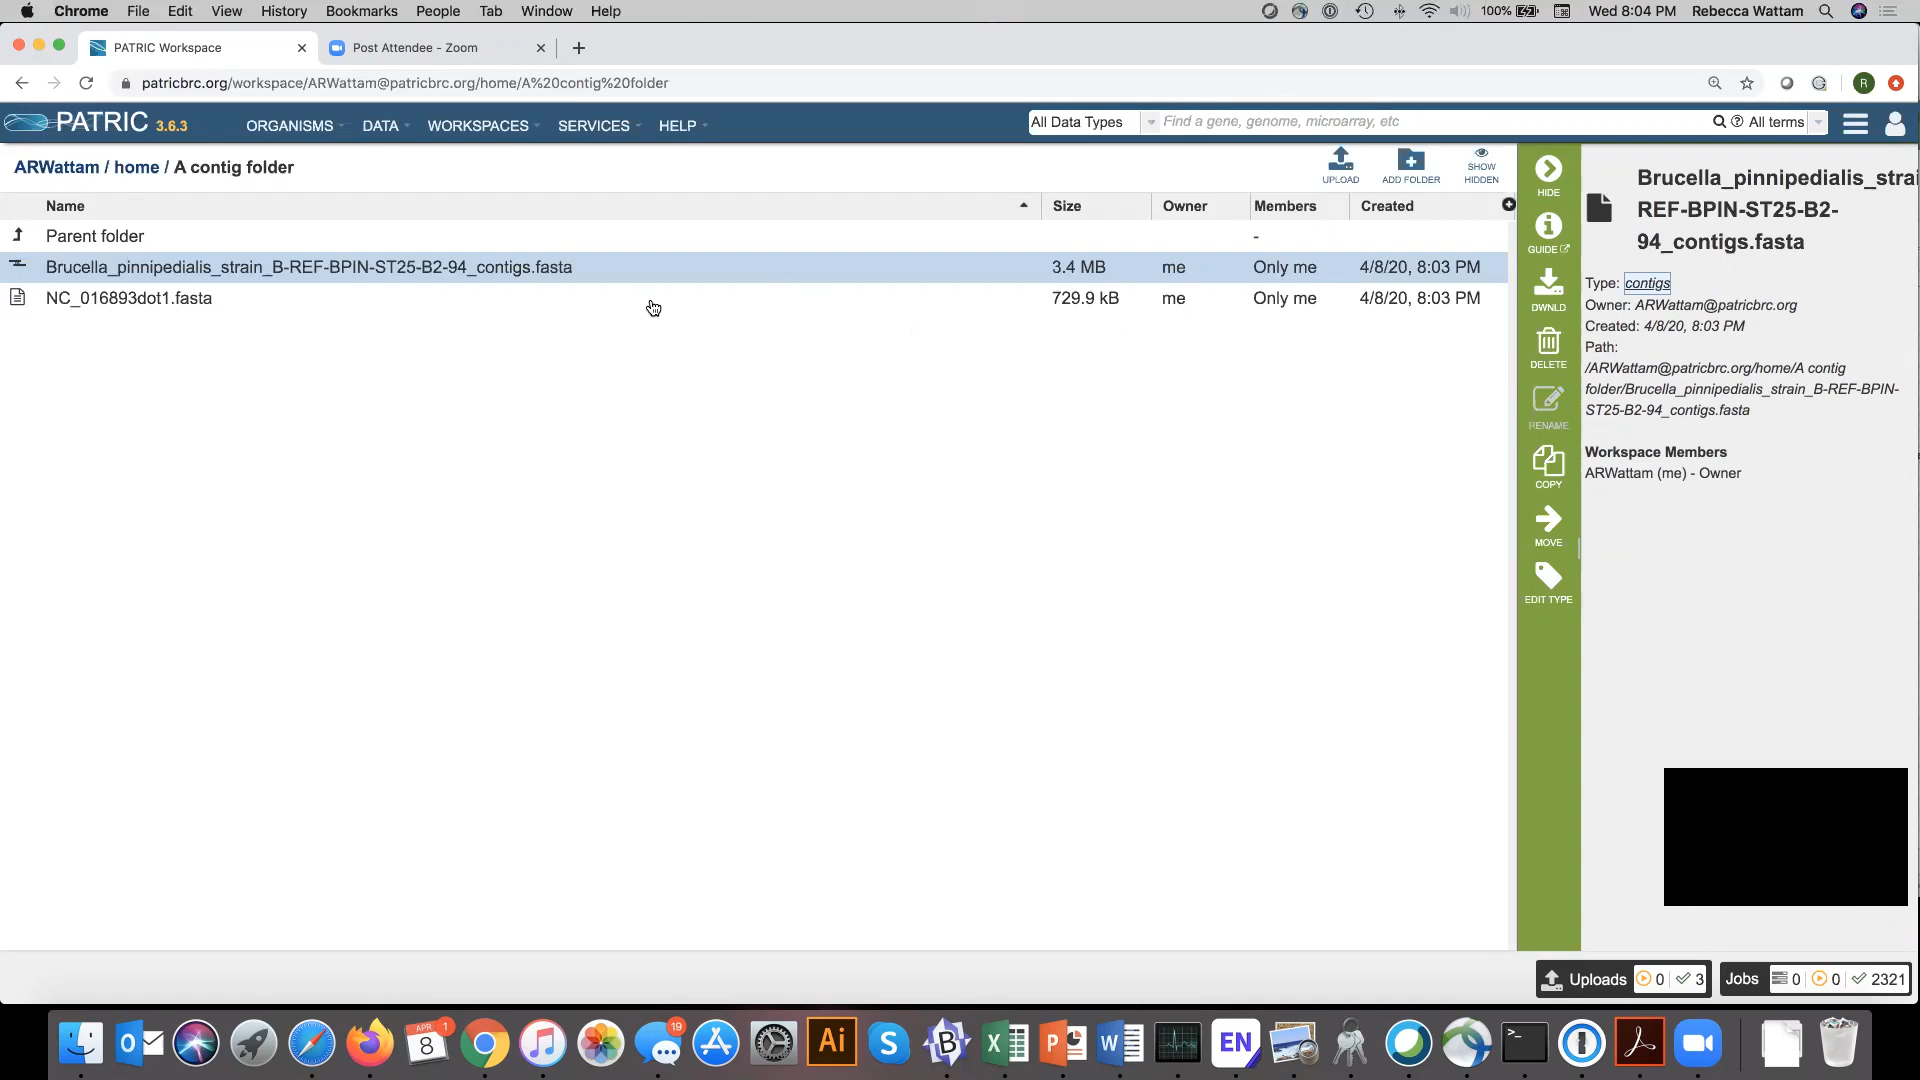 Chrome File Edit View History Bookmarks People Tab Window Help 100% Wed 8:04 PM Rebecca Wattam
PATRIC Workspace Post Attendee - Zoom
patricbrc.org/workspace/ARWattam@patricbrc.org/home/A%20contig%20folder R
PATRIC 3.6.3 ORGANISMS DATA WORKSPACES SERVICES HELP All Data Types Find a gene, genome, microarray, etc All terms
ARWattam / home / A contig folder
UPLOAD ADD FOLDER SHOW HIDDEN
Name Size Owner Members Created
Parent folder -
Brucella_pinnipedialis_strain_B-REF-BPIN-ST25-B2-94_contigs.fasta 3.4 MB me Only me 4/8/20, 8:03 PM
NC_016893dot1.fasta 729.9 kB me Only me 4/8/20, 8:03 PM
HIDE
GUIDE
DWNLD
DELETE
RENAME
COPY
MOVE
EDIT TYPE
Brucella_pinnipedialis_strai
REF-BPIN-ST25-B2-
94_contigs.fasta
Type: contigs
Owner: ARWattam@patricbrc.org
Created: 4/8/20, 8:03 PM
Path:
/ARWattam@patricbrc.org/home/A contig
folder/Brucella_pinnipedialis_strain_B-REF-BPIN-
ST25-B2-94_contigs.fasta
Workspace Members
ARWattam (me) - Owner
Uploads 0 3 Jobs 0 0 2321
APR 8 1 19 Ai S B X P W EN >_